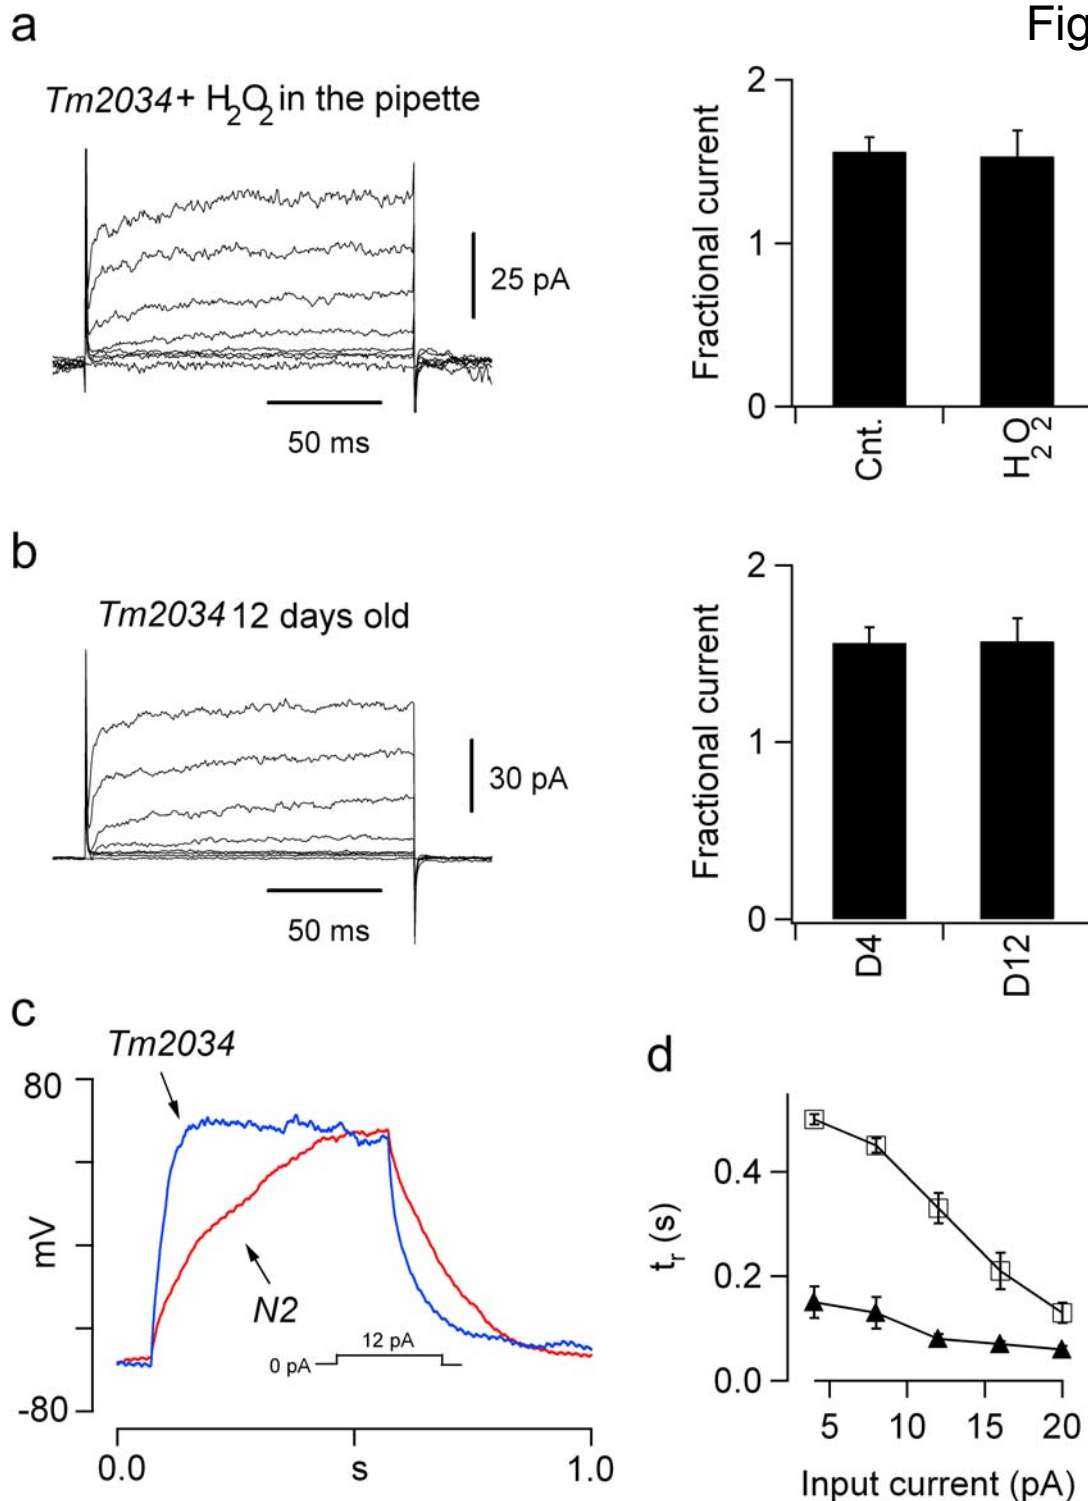 a
Fig
Tm2034 + H2O2 in the pipette
25 pA
50 ms
2
1
0
Fractional current
Cnt.
H2O2
b
Tm2034 12 days old
30 pA
50 ms
2
1
0
Fractional current
D4
D12
c
Tm2034
80
mV
-80
N2
12 pA
0 pA
0.0
s
1.0
d
tr (s)
0.4
0.2
0.0
5
10
15
20
Input current (pA)